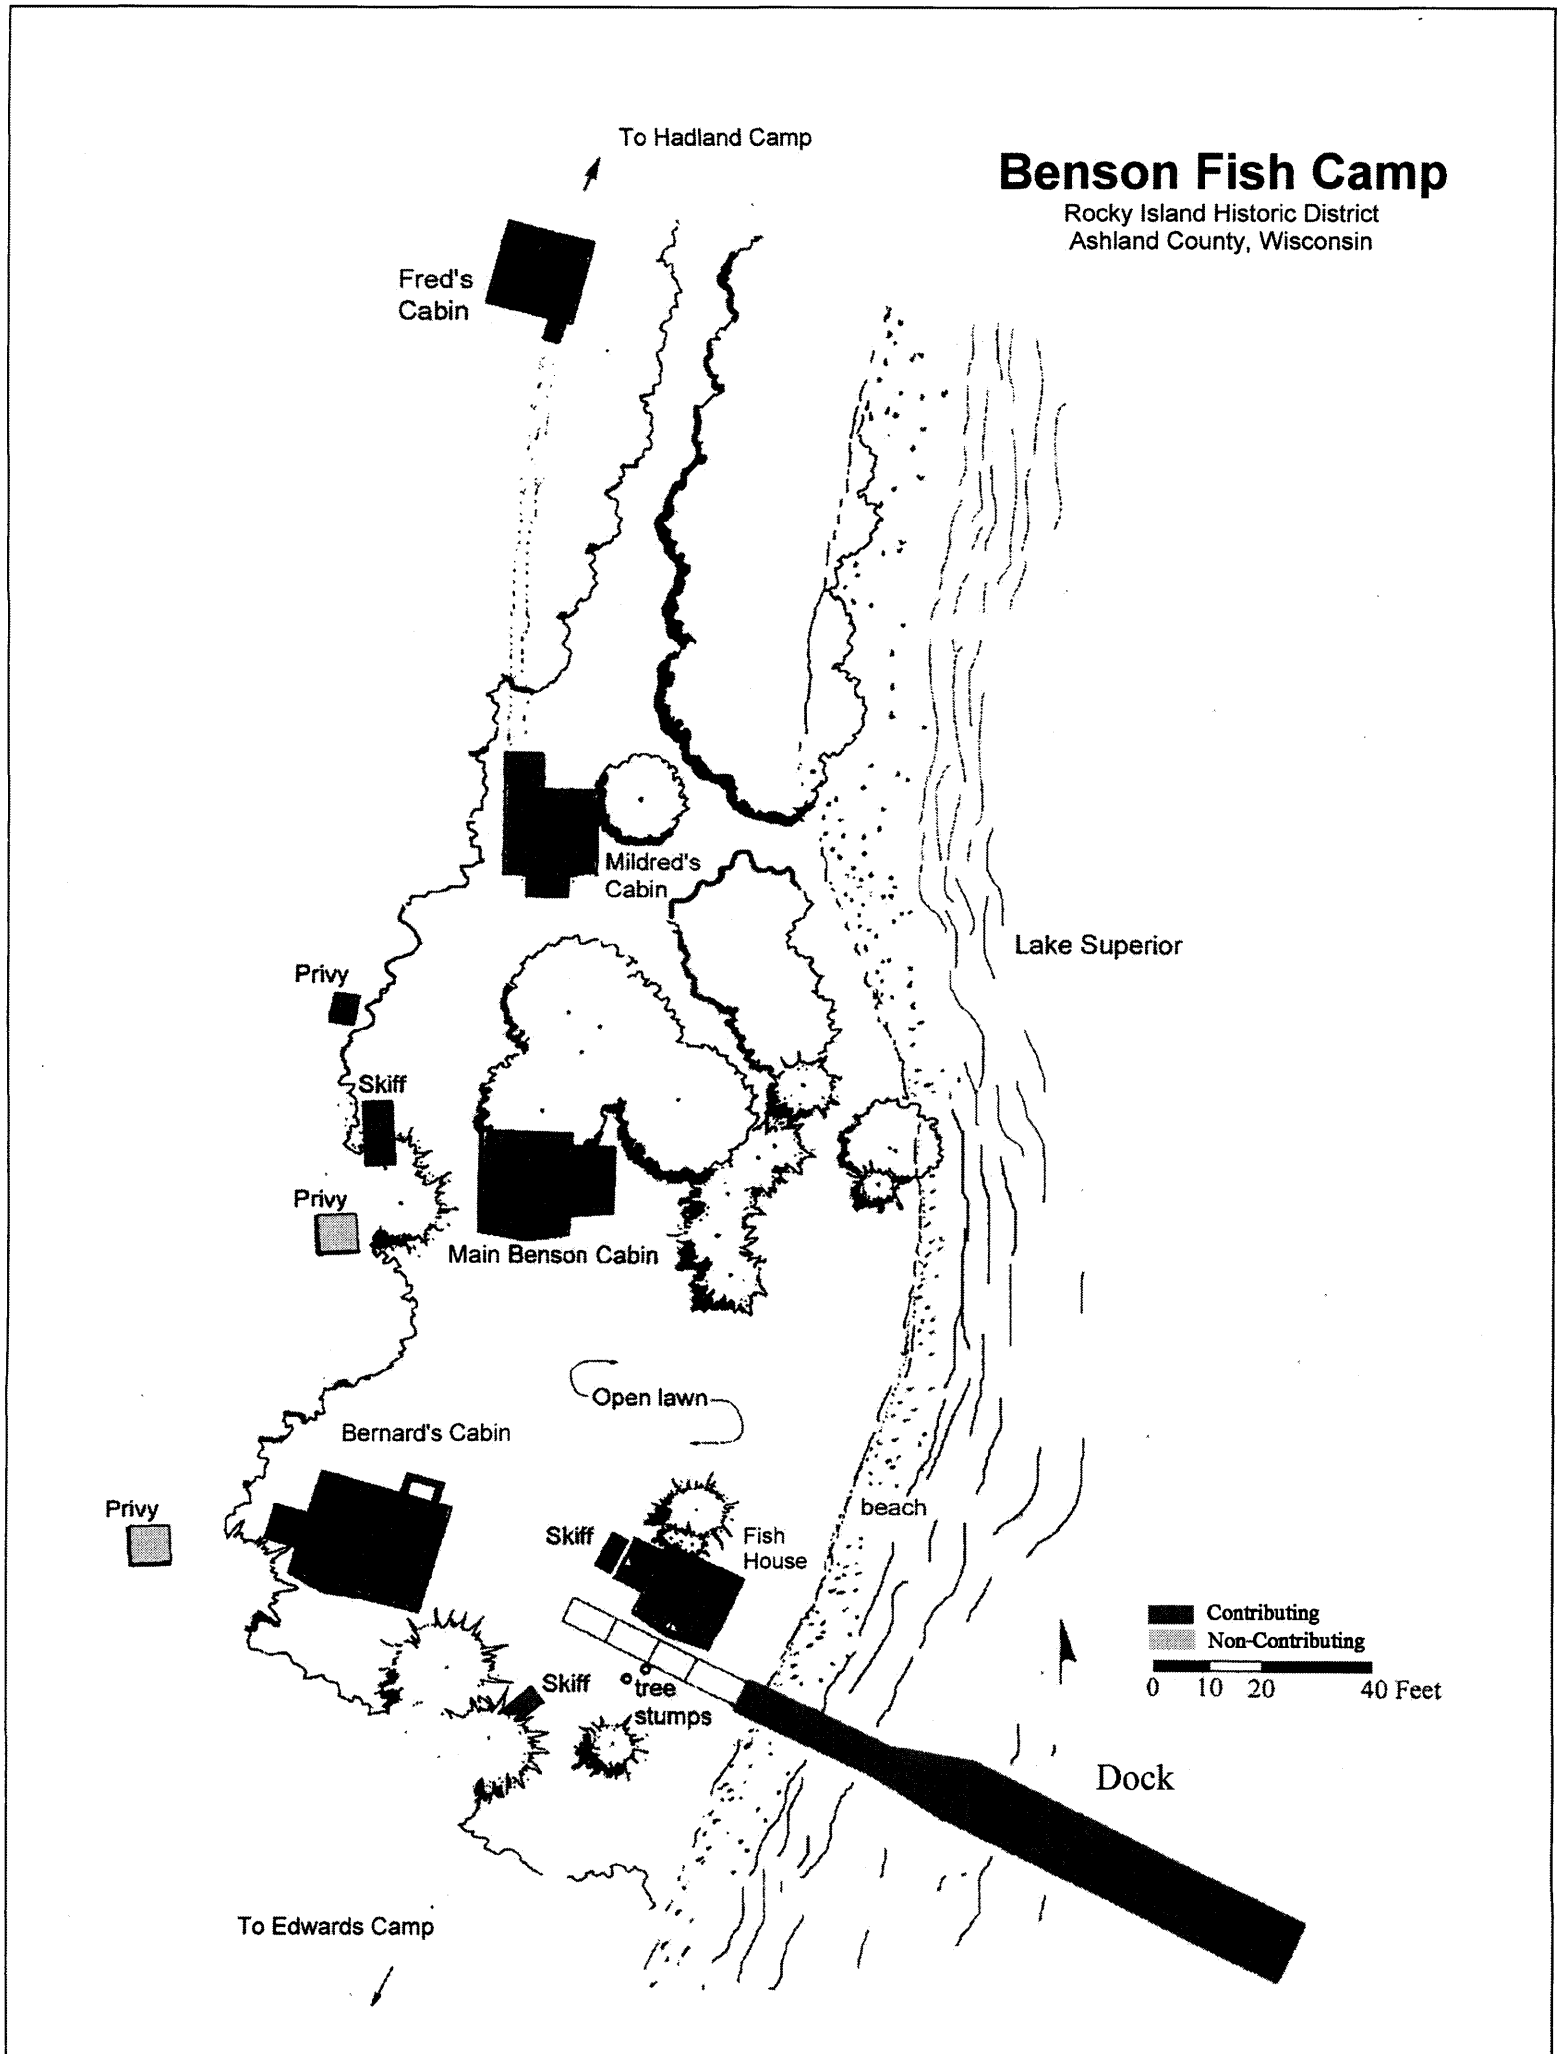 To Hadland Camp
Benson Fish Camp
Rocky Island Historic District
Ashland County, Wisconsin
Fred's
Cabin
Mildred's
Cabin
Lake Superior
Privy
Skiff
Privy
Main Benson Cabin
Open lawn
Bernard's Cabin
beach
Privy
Skiff
Fish
House
Contributing
Non-Contributing
0 10 20 40 Feet
Skiff
tree
stumps
Dock
To Edwards Camp